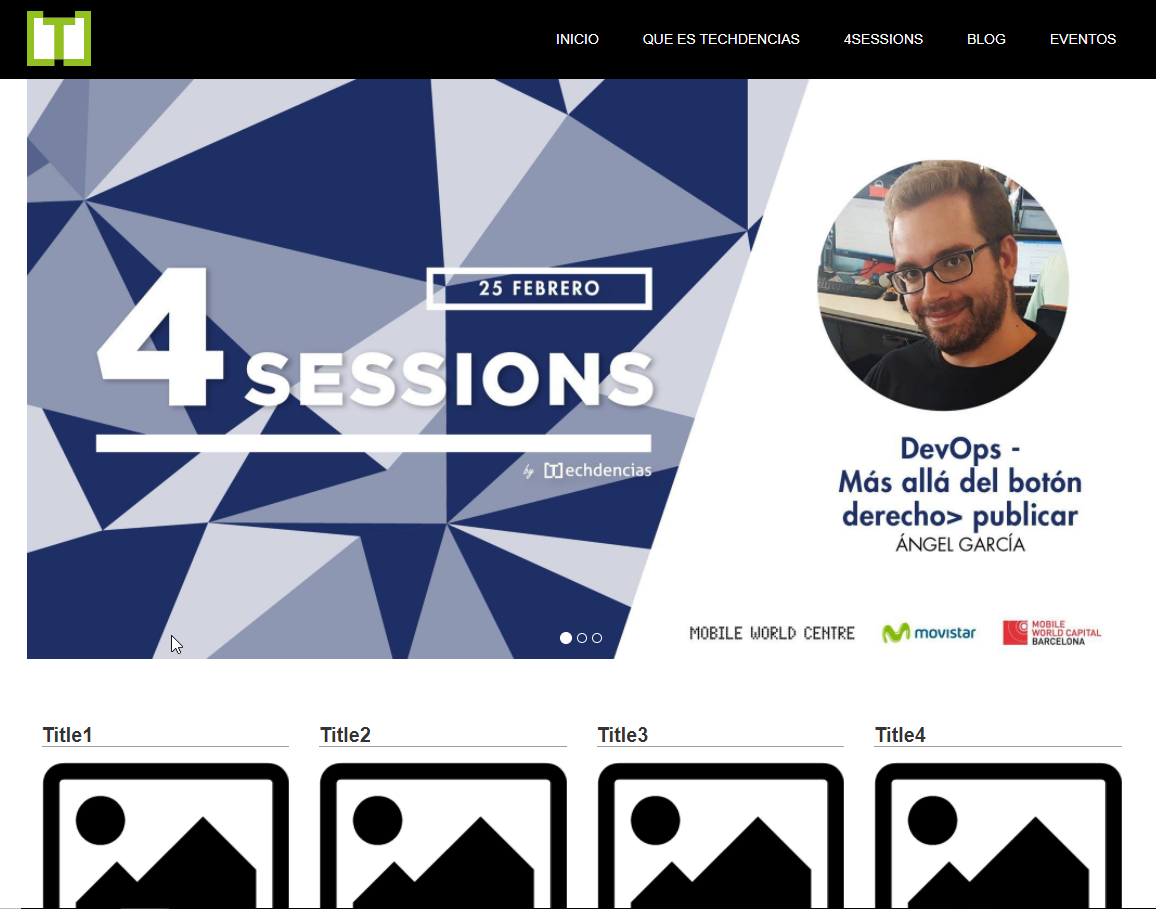 [T]
INICIO QUE ES TECHDENCIAS 4SESSIONS BLOG EVENTOS
25 FEBRERO
4 SESSIONS
by [T]echdencias
DevOps -
Más allá del botón
derecho> publicar
ÁNGEL GARCÍA
MOBILE WORLD CENTRE
movistar
MOBILE
WORLD CAPITAL
BARCELONA
Title1 Title2 Title3 Title4